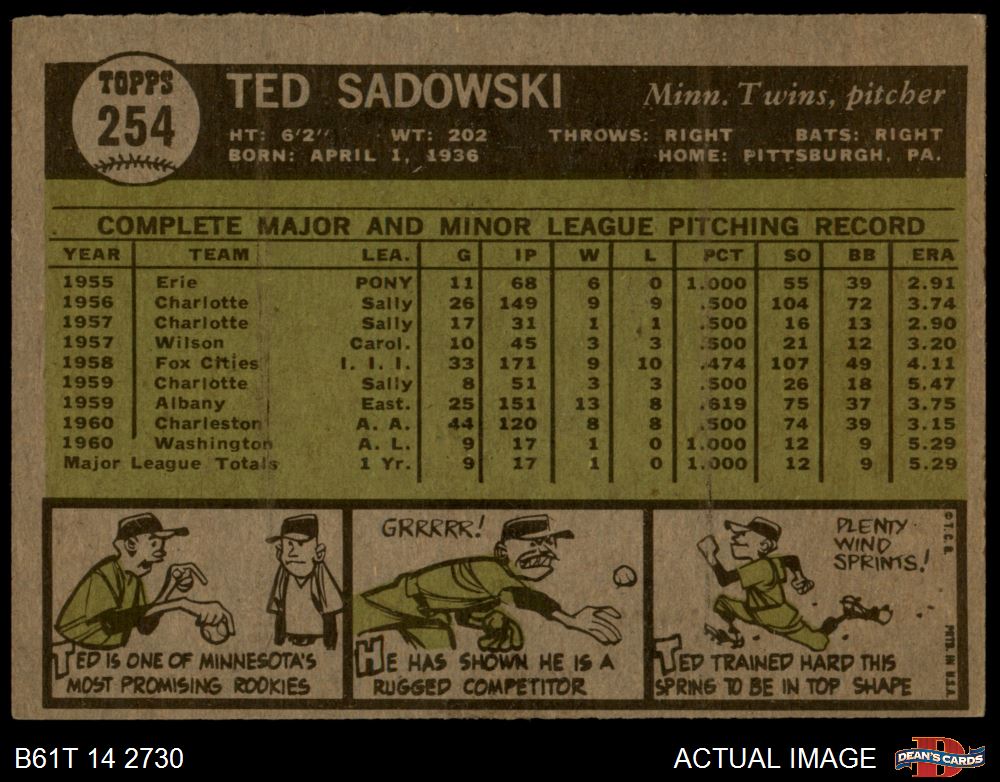 TOPPS
254
TED SADOWSKI
Minn. Twins, pitcher
HT: 6'2" WT: 202 THROWS: RIGHT BATS: RIGHT
BORN: APRIL 1, 1936 HOME: PITTSBURGH, PA.
COMPLETE MAJOR AND MINOR LEAGUE PITCHING RECORD
YEAR TEAM LEA. G IP W L PCT SO BB ERA
1955 Erie PONY 11 68 6 0 1.000 55 39 2.91
1956 Charlotte Sally 26 149 9 9 .500 104 72 3.74
1957 Charlotte Sally 17 31 1 1 .500 16 13 2.90
1957 Wilson Carol. 10 45 3 3 .500 21 12 3.20
1958 Fox Cities I. I. I. 33 171 9 10 .474 107 49 4.11
1959 Charlotte Sally 8 51 3 3 .500 26 18 5.47
1959 Albany East. 25 151 13 8 .619 75 37 3.75
1960 Charleston A. A. 44 120 8 8 .500 74 39 3.15
1960 Washington A. L. 9 17 1 0 1.000 12 9 5.29
Major League Totals 1 Yr. 9 17 1 0 1.000 12 9 5.29
TED IS ONE OF MINNESOTA'S
MOST PROMISING ROOKIES
GRRRRR!
HE HAS SHOWN HE IS A
RUGGED COMPETITOR
PLENTY
WIND
SPRINTS!
TED TRAINED HARD THIS
SPRING TO BE IN TOP SHAPE
© T. C. G.
PRTD. IN U.S.A.
B61T 14 2730
ACTUAL IMAGE
D
DEAN'S CARDS